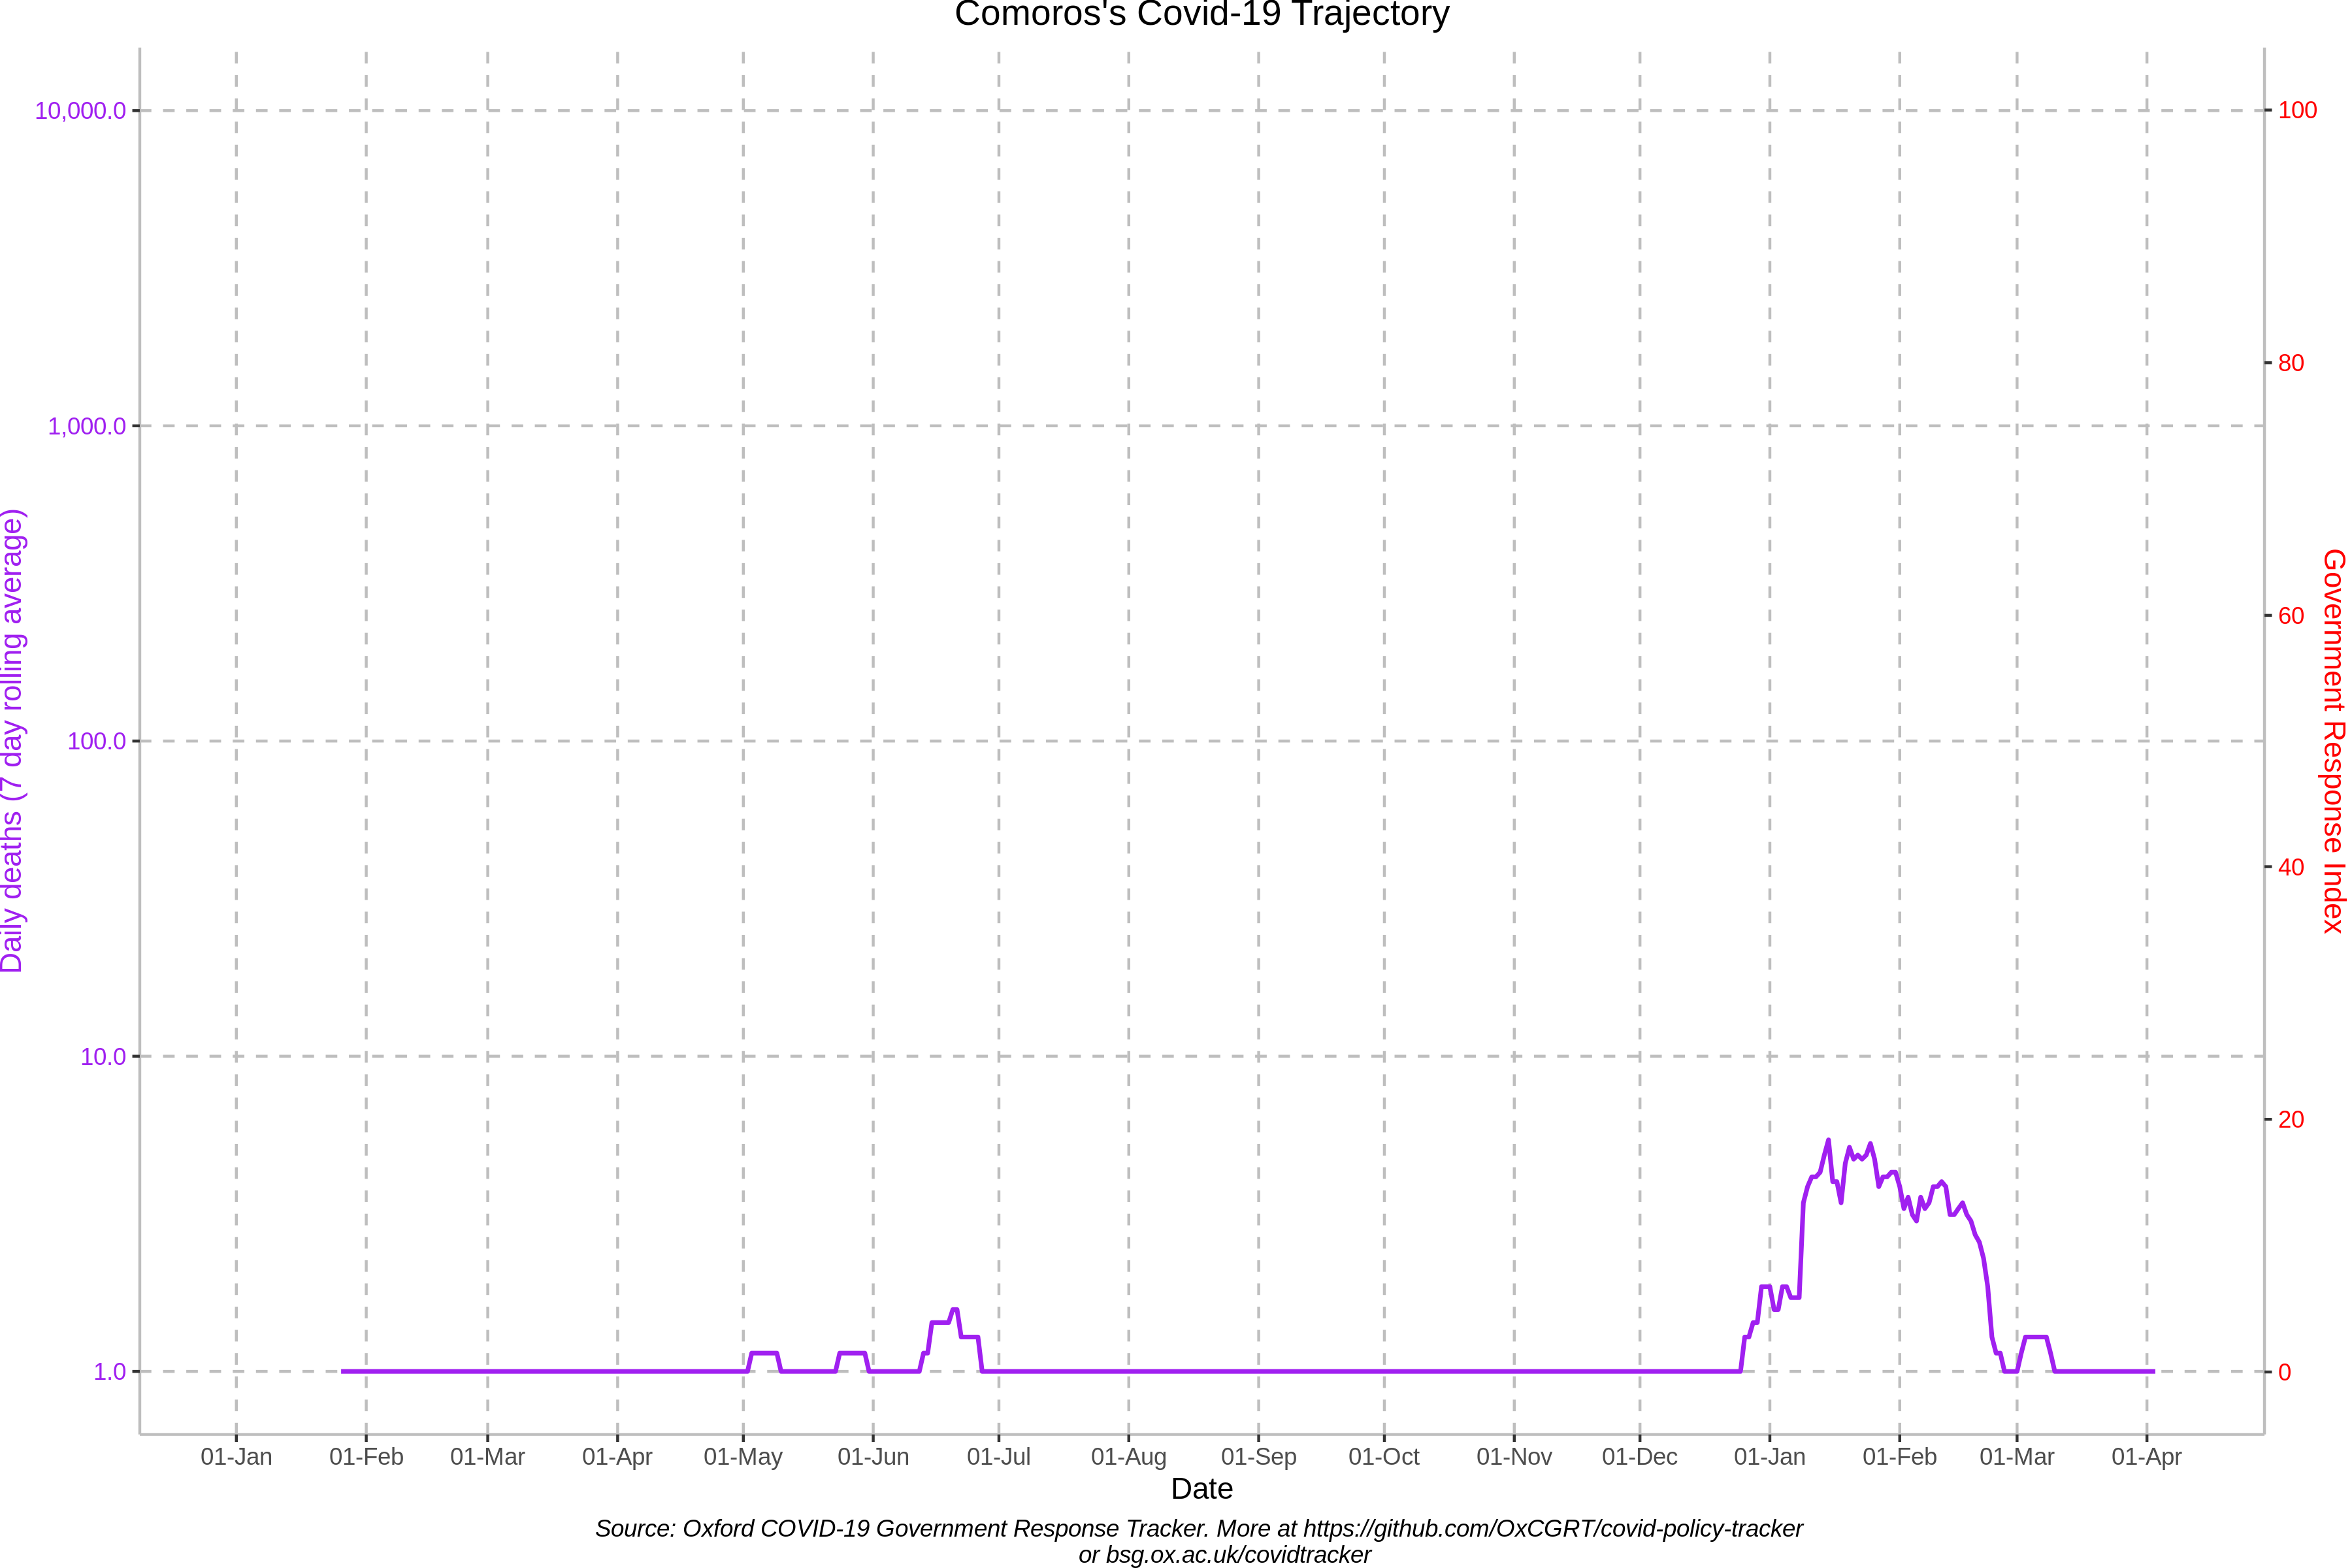 Comoros's Covid-19 Trajectory
10,000.0
1,000.0
100.0
10.0
1.0
Daily deaths (7 day rolling average)
100
80
60
40
20
0
Government Response Index
01-Jan 01-Feb 01-Mar 01-Apr 01-May 01-Jun 01-Jul 01-Aug 01-Sep 01-Oct 01-Nov 01-Dec 01-Jan 01-Feb 01-Mar 01-Apr
Date
Source: Oxford COVID-19 Government Response Tracker. More at https://github.com/OxCGRT/covid-policy-tracker
or bsg.ox.ac.uk/covidtracker